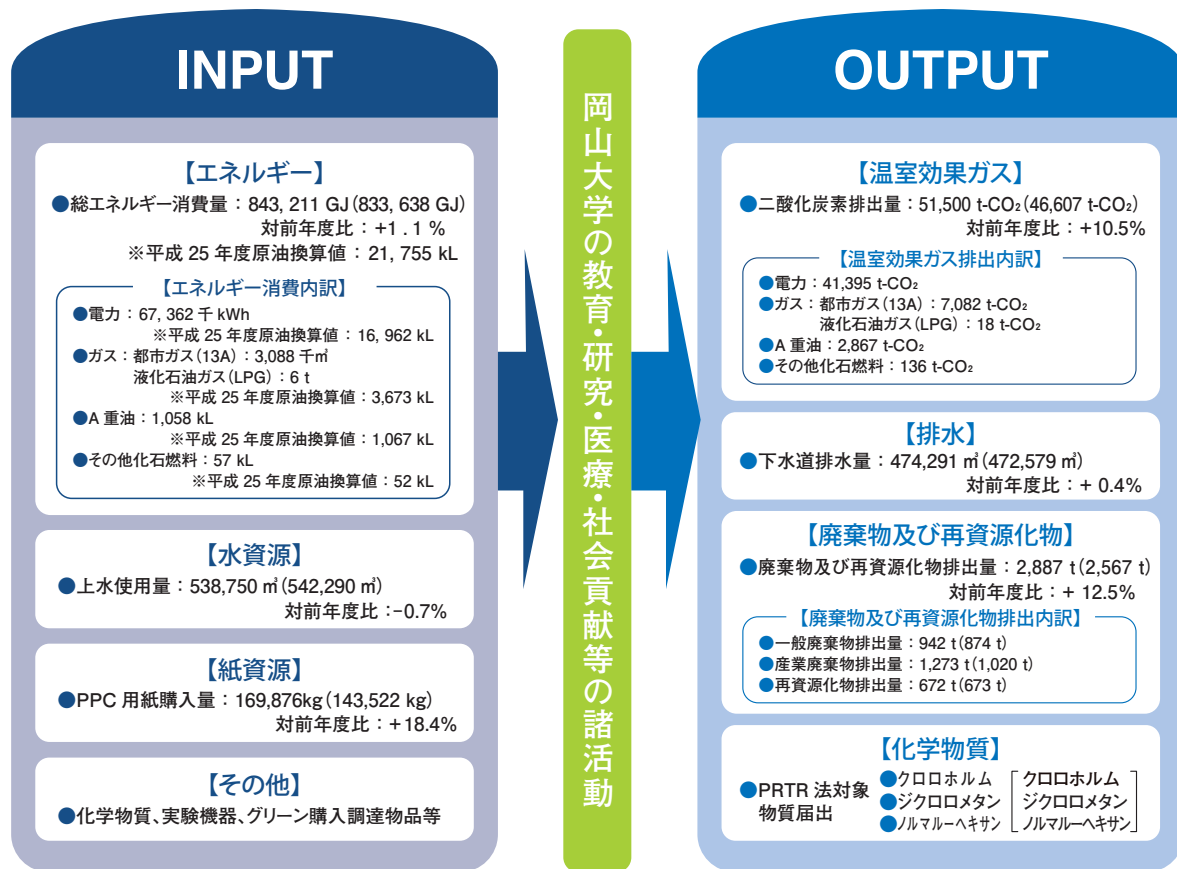 INPUT
【エネルギー】
●総エネルギー消費量：843, 211 GJ(833, 638 GJ)
対前年度比：+1 . 1 %
※平成 25 年度原油換算値：21, 755 kL
【エネルギー消費内訳】
●電力：67, 362千 kWh
※平成 25 年度原油換算値：16, 962 kL
●ガス：都市ガス(13A)：3,088 千㎥
液化石油ガス(LPG)：6 t
※平成 25 年度原油換算値：3,673 kL
●A 重油：1,058 kL
※平成 25 年度原油換算値：1,067 kL
●その他化石燃料：57 kL
※平成 25 年度原油換算値：52 kL
【水資源】
●上水使用量：538,750 ㎥(542,290 ㎥)
対前年度比：-0.7%
【紙資源】
●PPC 用紙購入量：169,876kg(143,522 kg)
対前年度比：+18.4%
【その他】
●化学物質、実験機器、グリーン購入調達物品等
岡山大学の教育・研究・医療・社会貢献等の諸活動
OUTPUT
【温室効果ガス】
●二酸化炭素排出量：51,500 t-CO₂(46,607 t-CO₂)
対前年度比：+10.5%
【温室効果ガス排出内訳】
●電力：41,395 t-CO₂
●ガス：都市ガス(13A)：7,082 t-CO₂
液化石油ガス(LPG)：18 t-CO₂
●A 重油：2,867 t-CO₂
●その他化石燃料：136 t-CO₂
【排水】
●下水道排水量：474,291 ㎥(472,579 ㎥)
対前年度比：+ 0.4%
【廃棄物及び再資源化物】
●廃棄物及び再資源化物排出量：2,887 t(2,567 t)
対前年度比：+ 12.5%
【廃棄物及び再資源化物排出内訳】
●一般廃棄物排出量：942 t(874 t)
●産業廃棄物排出量：1,273 t(1,020 t)
●再資源化物排出量：672 t(673 t)
【化学物質】
●PRTR 法対象
物質届出
●クロロホルム [クロロホルム]
●ジクロロメタン [ジクロロメタン]
●ノルマルーヘキサン [ノルマルーヘキサン]